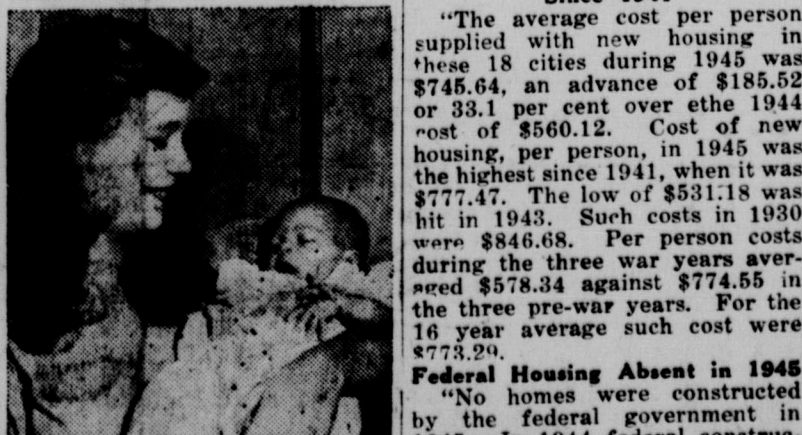 "The average cost per person
supplied with new housing in
these 18 cities during 1945 was
$745.64, an advance of $185.52
or 33.1 per cent over ethe 1944
cost of $560.12. Cost of new
housing, per person, in 1945 was
the highest since 1941, when it was
$777.47. The low of $531.18 was
hit in 1943. Such costs in 1930
were $846.68. Per person costs
during the three war years aver-
aged $578.34 against $774.55 in
the three pre-war years. For the
16 year average such cost were
$773.29.
Federal Housing Absent in 1945
"No homes were constructed
by the federal government in